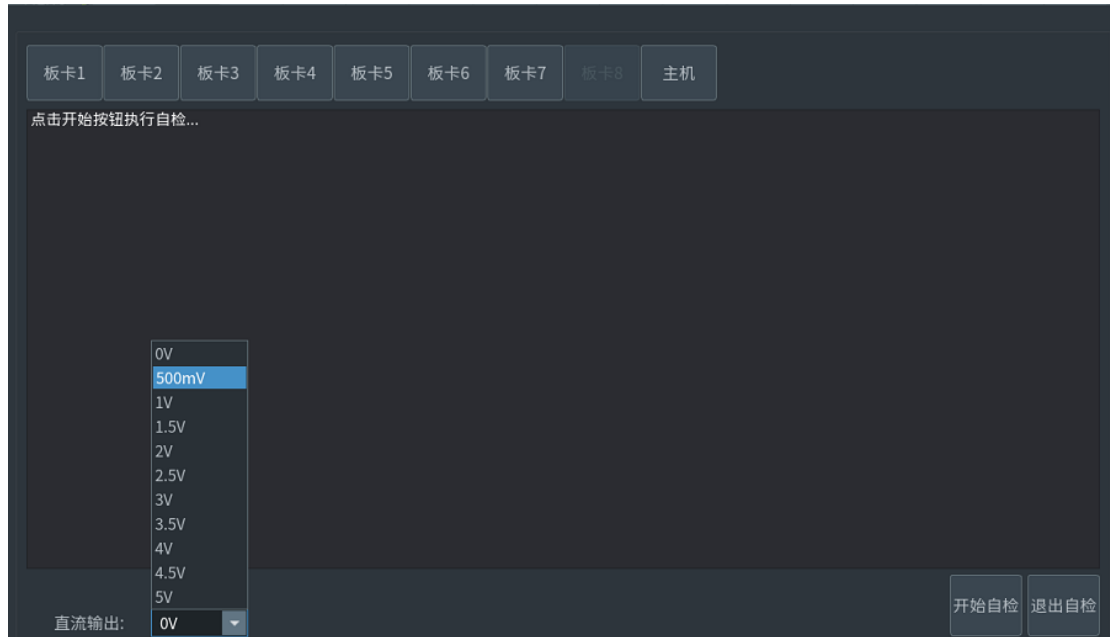 板卡1 板卡2 板卡3 板卡4 板卡5 板卡6 板卡7 板卡8 主机
点击开始按钮执行自检...
0V
500mV
1V
1.5V
2V
2.5V
3V
3.5V
4V
4.5V
5V
直流输出: 0V
开始自检 退出自检